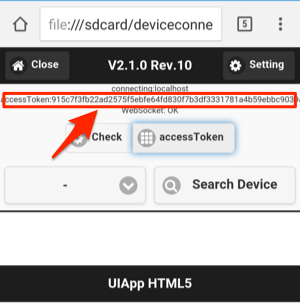 file:///sdcard/deviceconne
5
Close
V2.1.0 Rev.10
Setting
connecting:localhost
accessToken:915c7f3fb22ad2575f5ebfe64fd830f7b3df3331781a4b59ebbc903
WebSocket: OK
Check
accessToken
-
Search Device
UIApp HTML5